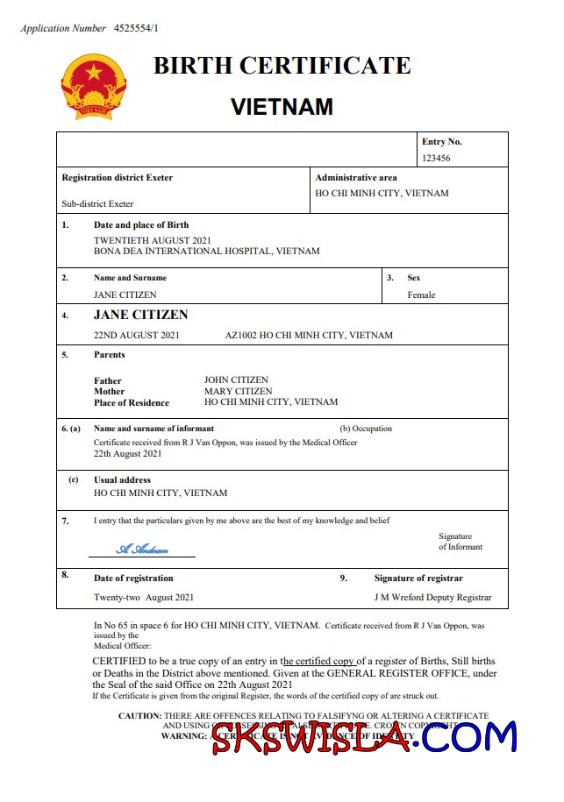 Application Number 4525554/1
BIRTH CERTIFICATE
VIETNAM
Entry No.
123456
Registration district Exeter
Administrative area
HO CHI MINH CITY, VIETNAM
Sub-district Exeter
1. Date and place of Birth
TWENTIETH AUGUST 2021
BONA DEA INTERNATIONAL HOSPITAL, VIETNAM
2. Name and Surname
3. Sex
JANE CITIZEN
Female
4. JANE CITIZEN
22ND AUGUST 2021 AZ1002 HO CHI MINH CITY, VIETNAM
5. Parents
Father JOHN CITIZEN
Mother MARY CITIZEN
Place of Residence HO CHI MINH CITY, VIETNAM
6. (a) Name and surname of informant (b) Occupation
Certificate received from R J Van Oppon, was issued by the Medical Officer
22th August 2021
(c) Usual address
HO CHI MINH CITY, VIETNAM
7. I entry that the particulars given by me above are the best of my knowledge and belief
A. Anderson
Signature
of Informant
8. Date of registration 9. Signature of registrar
Twenty-two August 2021 J M Wreford Deputy Registrar
In No 65 in space 6 for HO CHI MINH CITY, VIETNAM. Certificate received from R J Van Oppon, was
issued by the
Medical Officer:
CERTIFIED to be a true copy of an entry in the certified copy of a register of Births, Still births
or Deaths in the District above mentioned. Given at the GENERAL REGISTER OFFICE, under
the Seal of the said Office on 22th August 2021
If the Certificate is given from the original Register, the words of the certified copy of are struck out.
CAUTION: THERE ARE OFFENCES RELATING TO FALSIFYNG OR ALTERING A CERTIFICATE
AND USING CROWN
WARNING: CERTIFICATE IS
SKSWISLA.COM